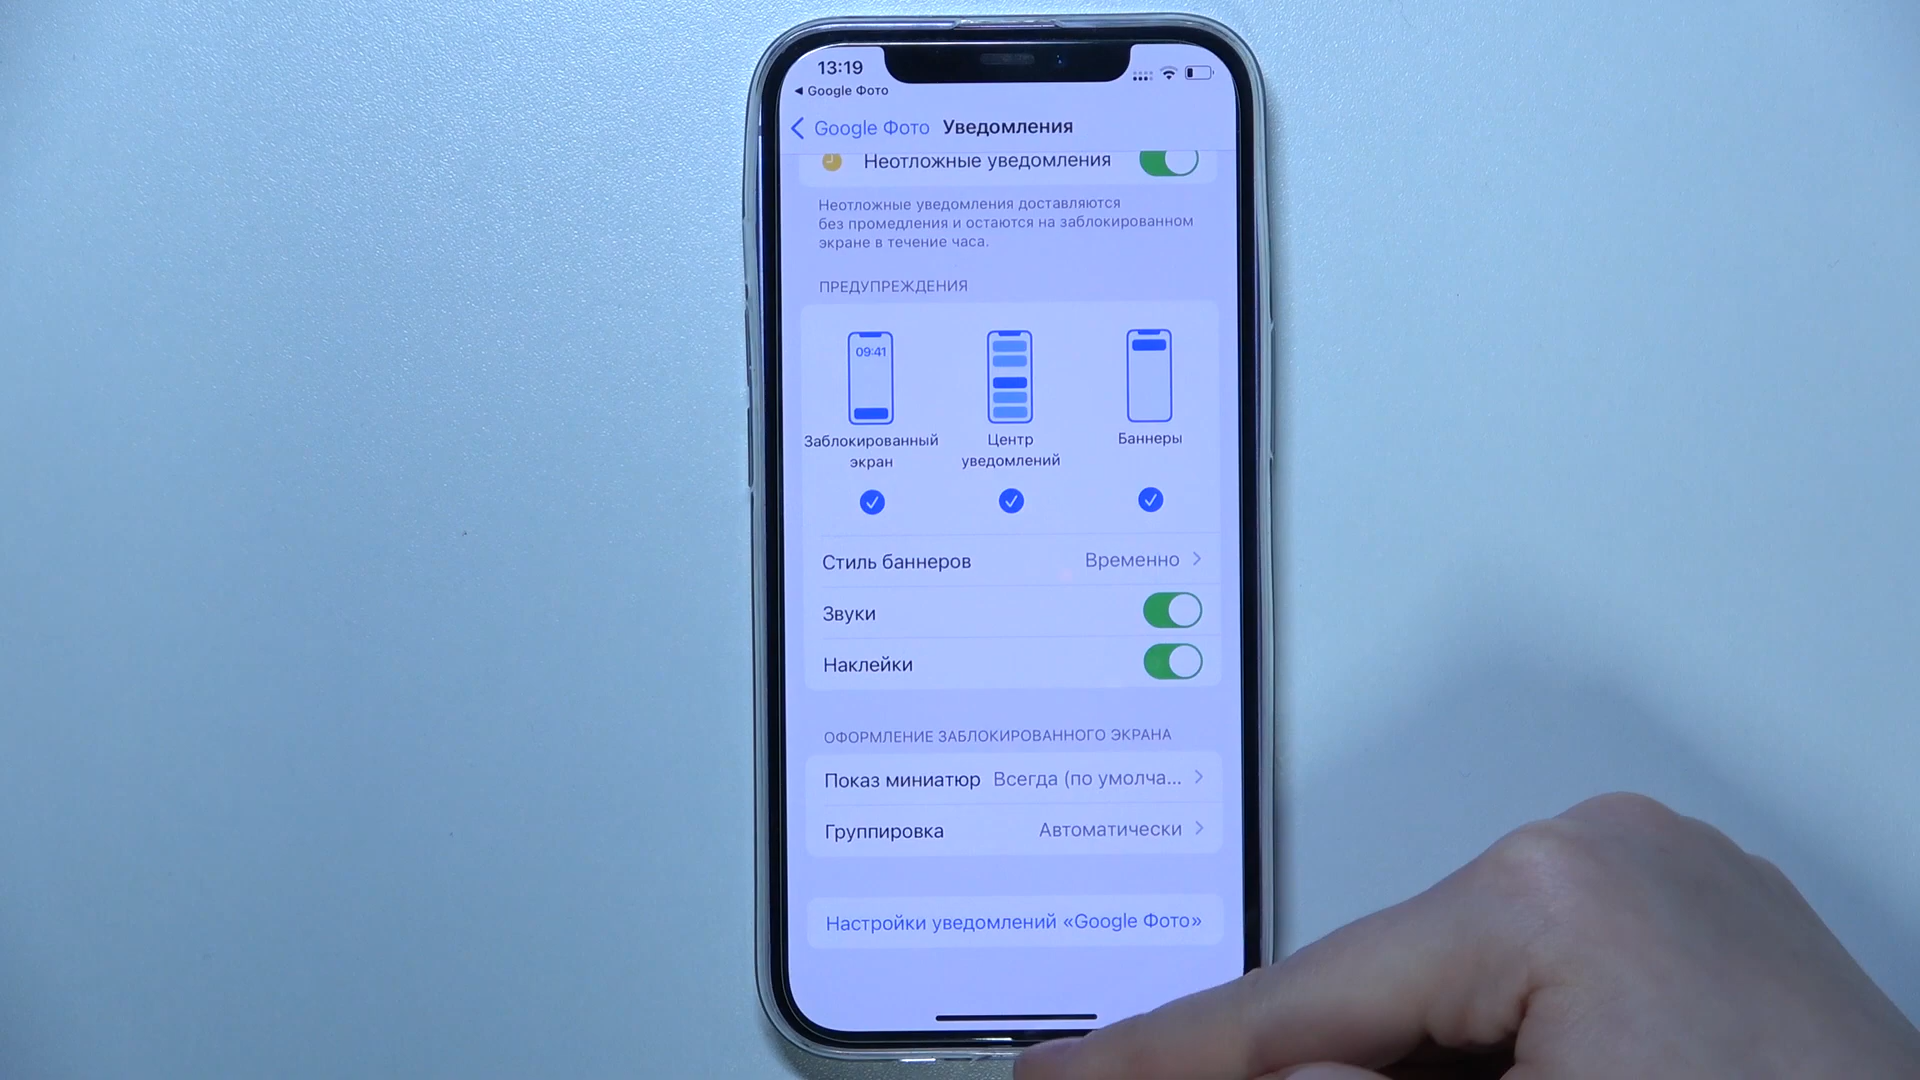 13:19
◀ Google Фото
Google Фото Уведомления
Неотложные уведомления
Неотложные уведомления доставляются
без промедления и остаются на заблокированном
экране в течение часа.
ПРЕДУПРЕЖДЕНИЯ
09:41
Заблокированный
экран
Центр
уведомлений
Баннеры
Стиль баннеров Временно
Звуки
Наклейки
ОФОРМЛЕНИЕ ЗАБЛОКИРОВАННОГО ЭКРАНА
Показ миниатюр Всегда (по умолча...
Группировка Автоматически
Настройки уведомлений «Google Фото»